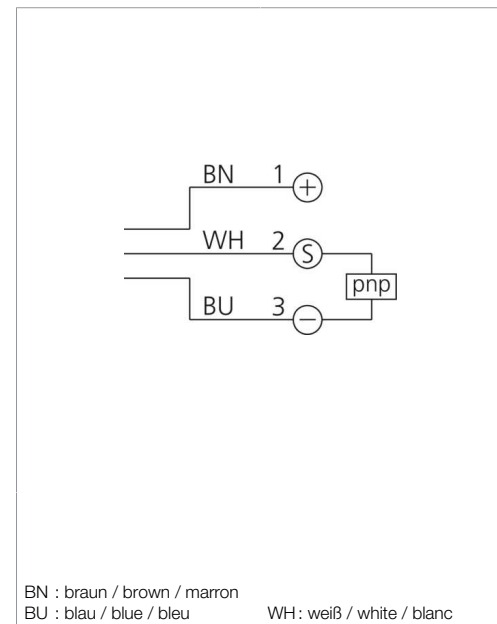 BN 1 +
WH 2 S
pnp
BU 3 −
BN : braun / brown / marron
BU : blau / blue / bleu WH : weiß / white / blanc